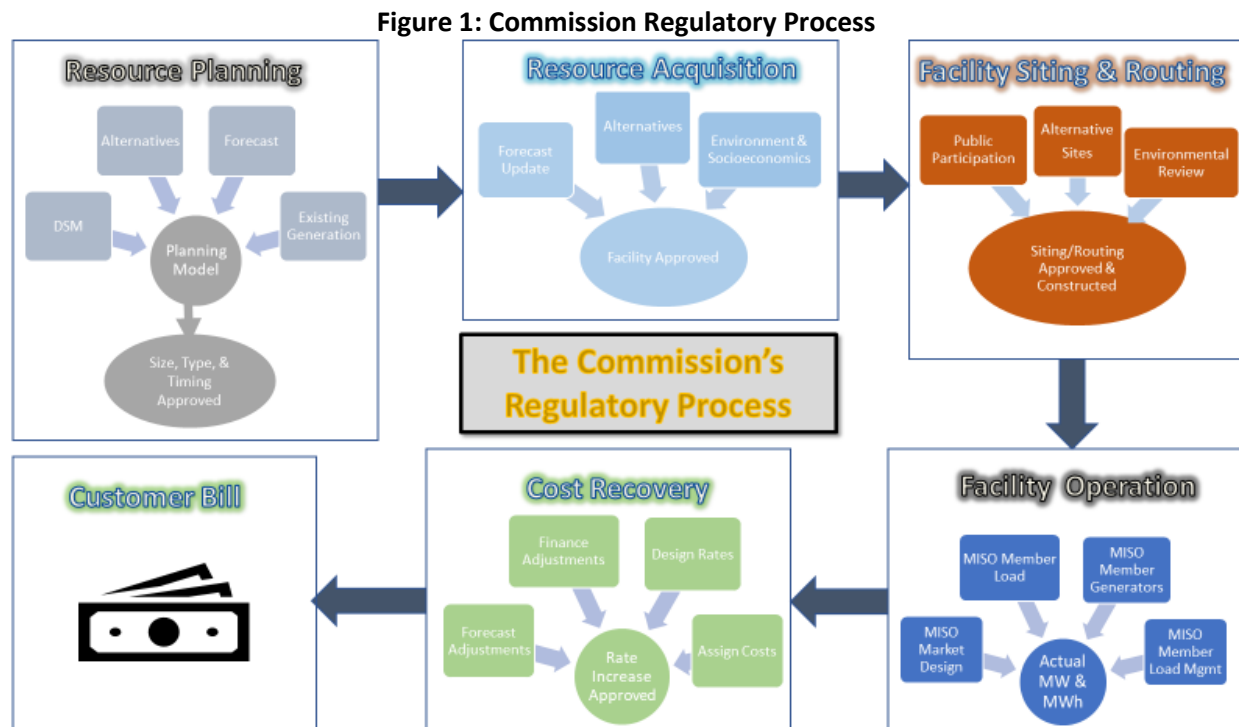 Figure 1: Commission Regulatory Process
Resource Planning
Alternatives
Forecast
DSM
Existing
Generation
Planning
Model
Size, Type, &
Timing
Approved
Resource Acquisition
Forecast
Update
Alternatives
Environment &
Socioeconomics
Facility Approved
Facility Siting & Routing
Public
Participation
Alternative
Sites
Environmental
Review
Siting/Routing
Approved &
Constructed
The Commission's
Regulatory Process
Facility Operation
MISO Member
Load
MISO
Member
Generators
MISO
Market
Design
MISO
Member
Load Mgmt
Actual
MW &
MWh
Cost Recovery
Finance
Adjustments
Design Rates
Forecast
Adjustments
Assign Costs
Rate
Increase
Approved
Customer Bill